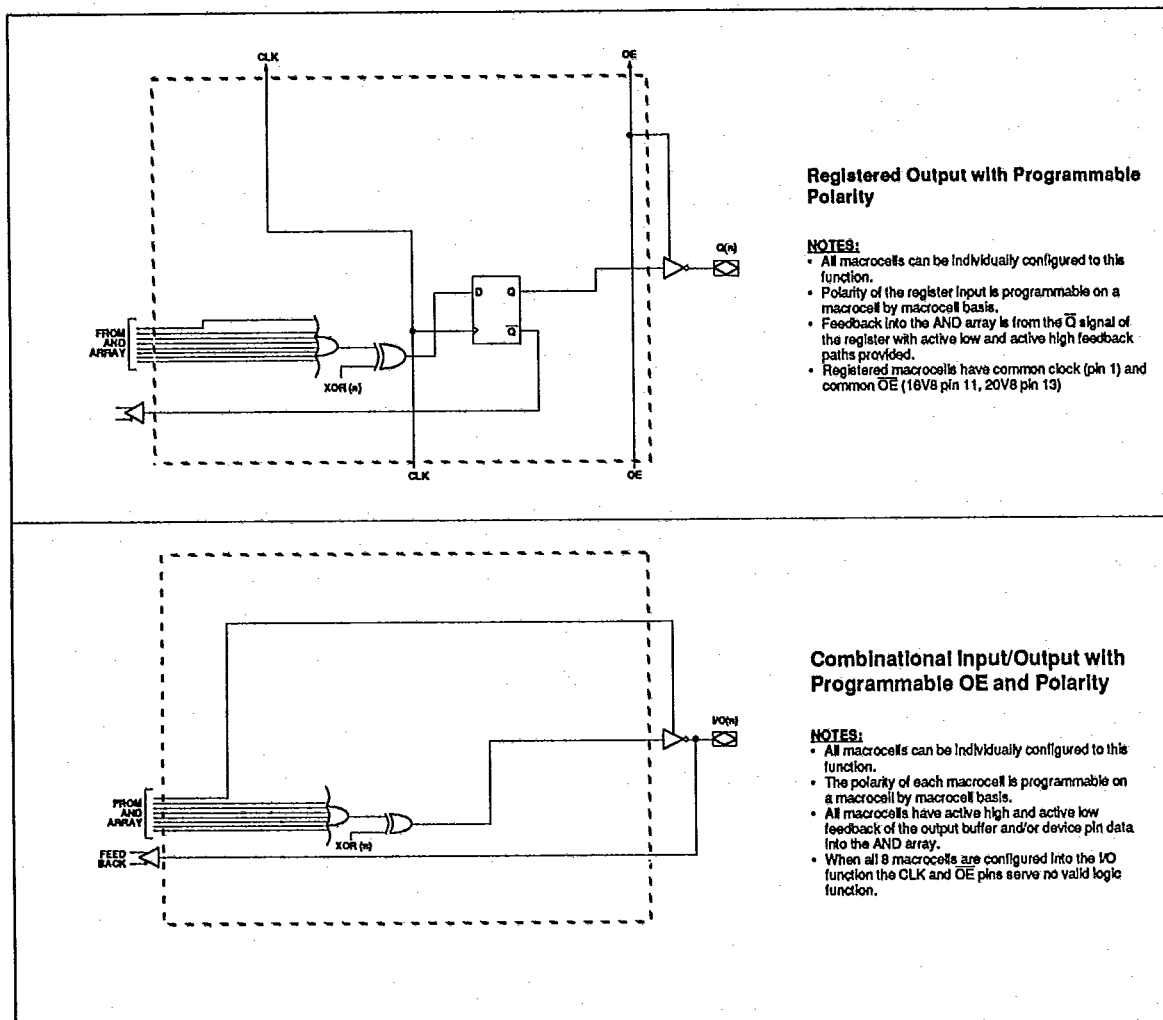 CLK
OE
Registered Output with Programmable
Polarity
NOTES:
• All macrocells can be individually configured to this
function.
• Polarity of the register input is programmable on a
macrocell by macrocell basis.
• Feedback into the AND array is from the Q̅ signal of
the register with active low and active high feedback
paths provided.
• Registered macrocells have common clock (pin 1) and
common O̅E̅ (16V8 pin 11, 20V8 pin 13)
Q(n)
D Q
Q̅
FROM
AND
ARRAY
XOR (n)
CLK
OE
Combinational Input/Output with
Programmable OE and Polarity
NOTES:
• All macrocells can be individually configured to this
function.
• The polarity of each macrocell is programmable on
a macrocell by macrocell basis.
• All macrocells have active high and active low
feedback of the output buffer and/or device pin data
into the AND array.
• When all 8 macrocells are configured into the I/O
function the CLK and O̅E̅ pins serve no valid logic
function.
I/O(n)
FROM
AND
ARRAY
XOR (n)
FEED
BACK